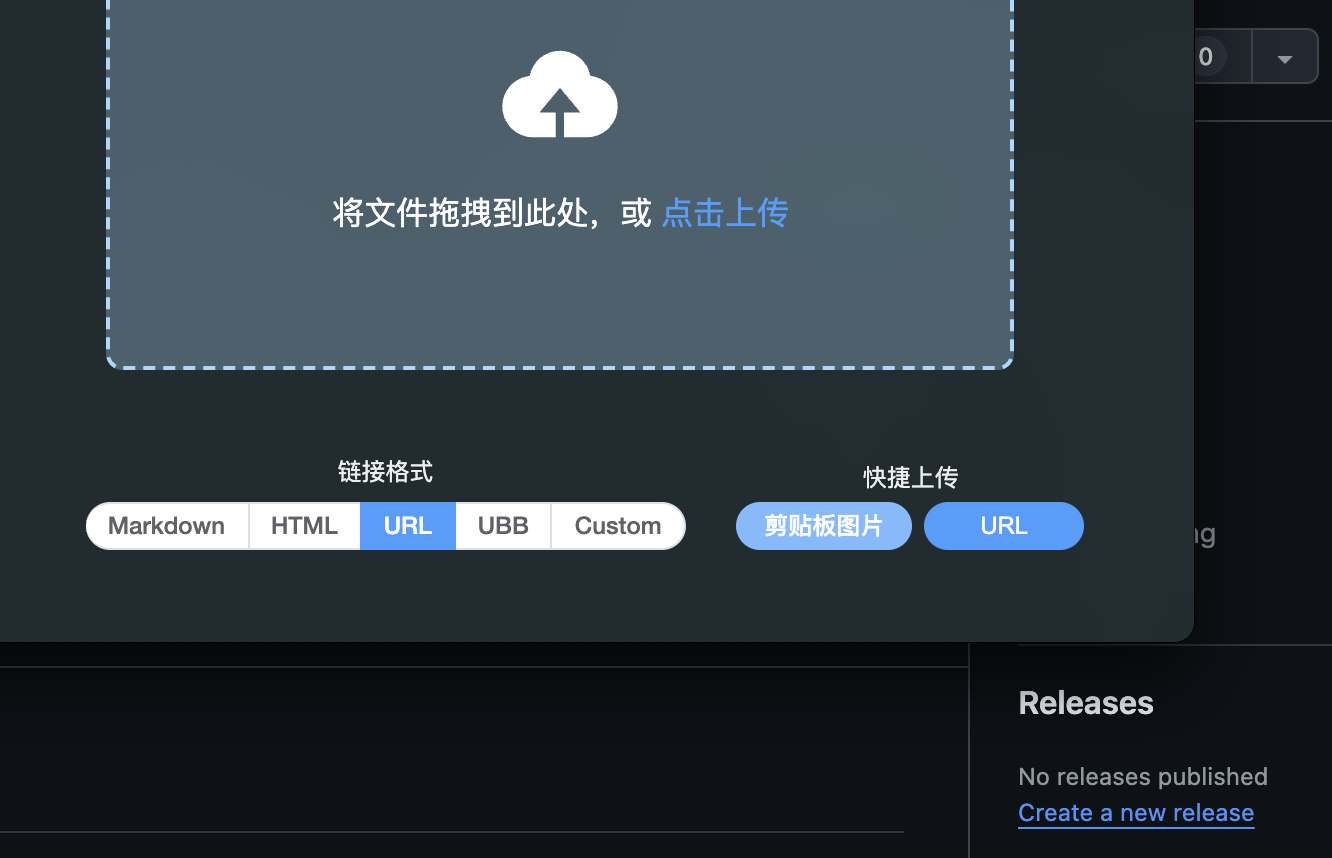 0
将文件拖拽到此处，或 点击上传
链接格式
快捷上传
Markdown HTML URL UBB Custom
剪贴板图片 URL
Releases
No releases published
Create a new release